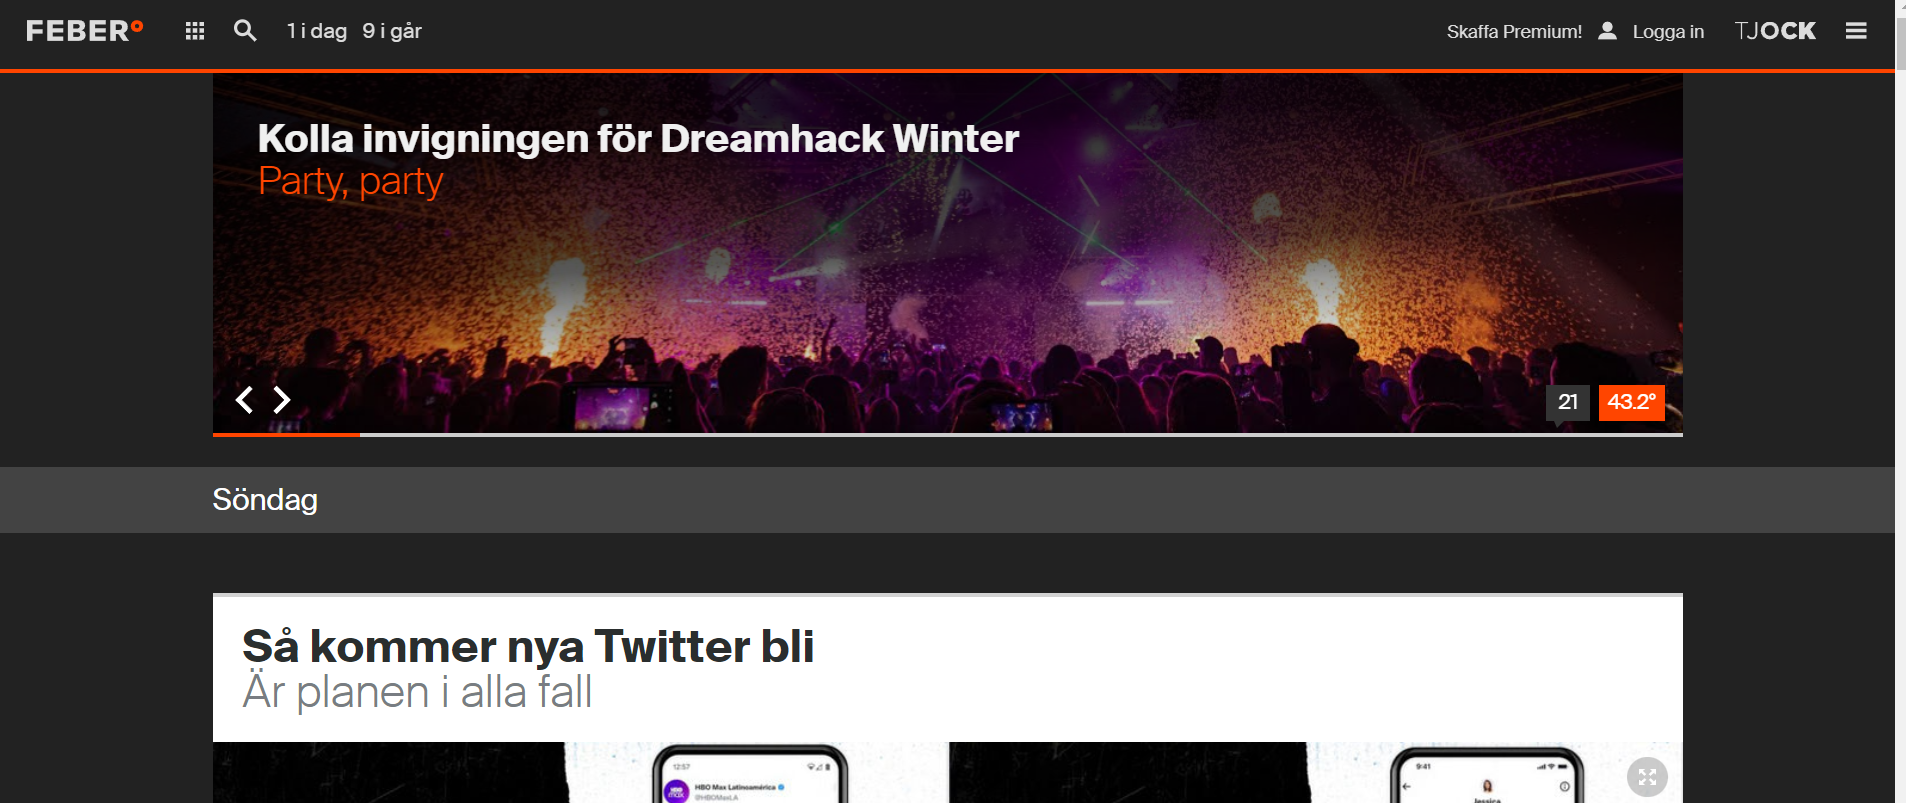 FEBER°
1 i dag 9 i går
Skaffa Premium! Logga in TJOCK
Kolla invigningen för Dreamhack Winter
Party, party
21 43.2°
Söndag
Så kommer nya Twitter bli
Är planen i alla fall
12:57
HBO Max Latinoamérica
@HBOMaxLA
HBO
max
9:41
Jessica